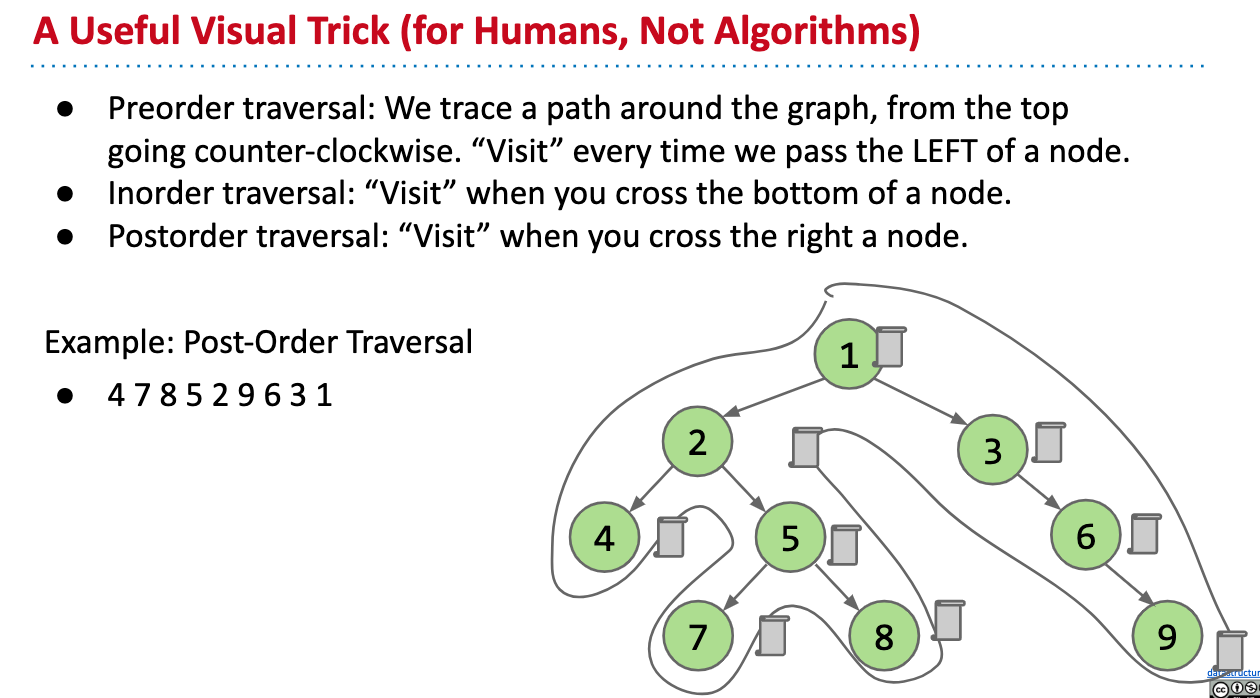 A Useful Visual Trick (for Humans, Not Algorithms)
● Preorder traversal: We trace a path around the graph, from the top
going counter-clockwise. “Visit” every time we pass the LEFT of a node.
● Inorder traversal: “Visit” when you cross the bottom of a node.
● Postorder traversal: “Visit” when you cross the right a node.
Example: Post-Order Traversal
● 4 7 8 5 2 9 6 3 1
1
2
3
4
5
6
7
8
9
datastructur
cc